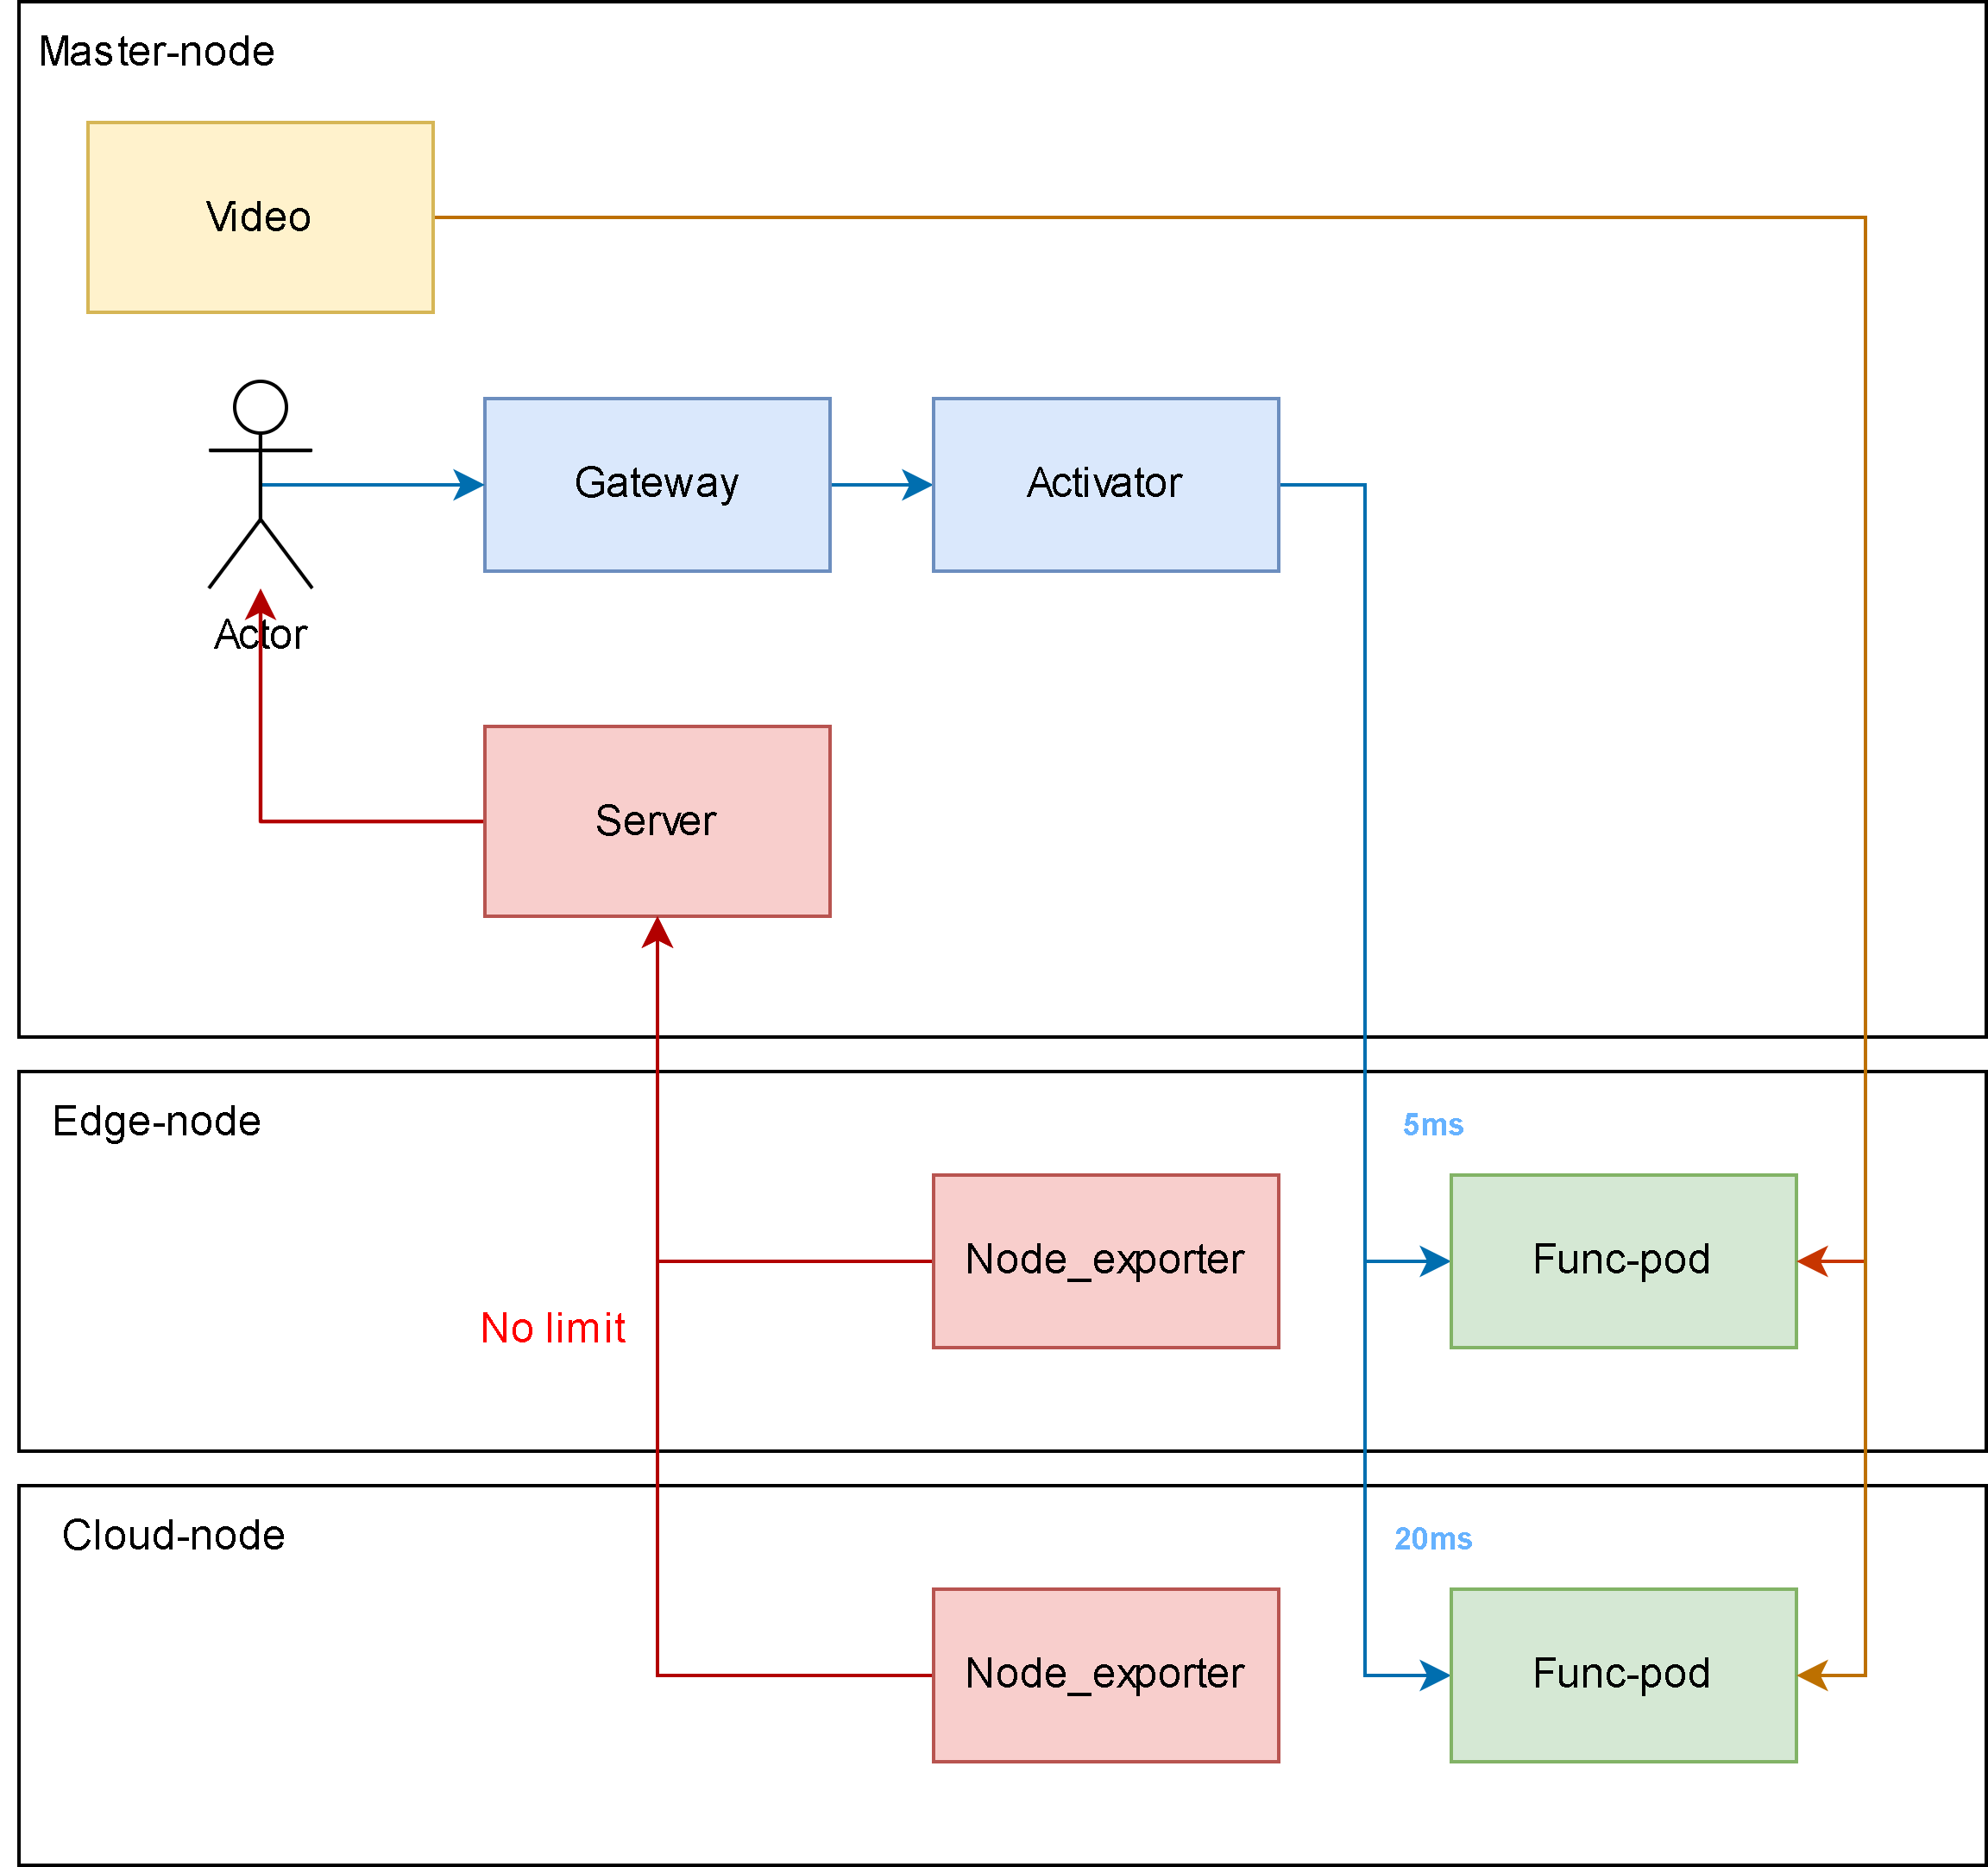 Master-node
Video
Gateway
Activator
Actor
Server
Edge-node
5ms
Node_exporter
Func-pod
No limit
Cloud-node
20ms
Node_exporter
Func-pod